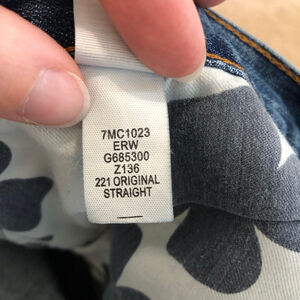 7MC1023
ERW
G685300
Z136
221 ORIGINAL
STRAIGHT